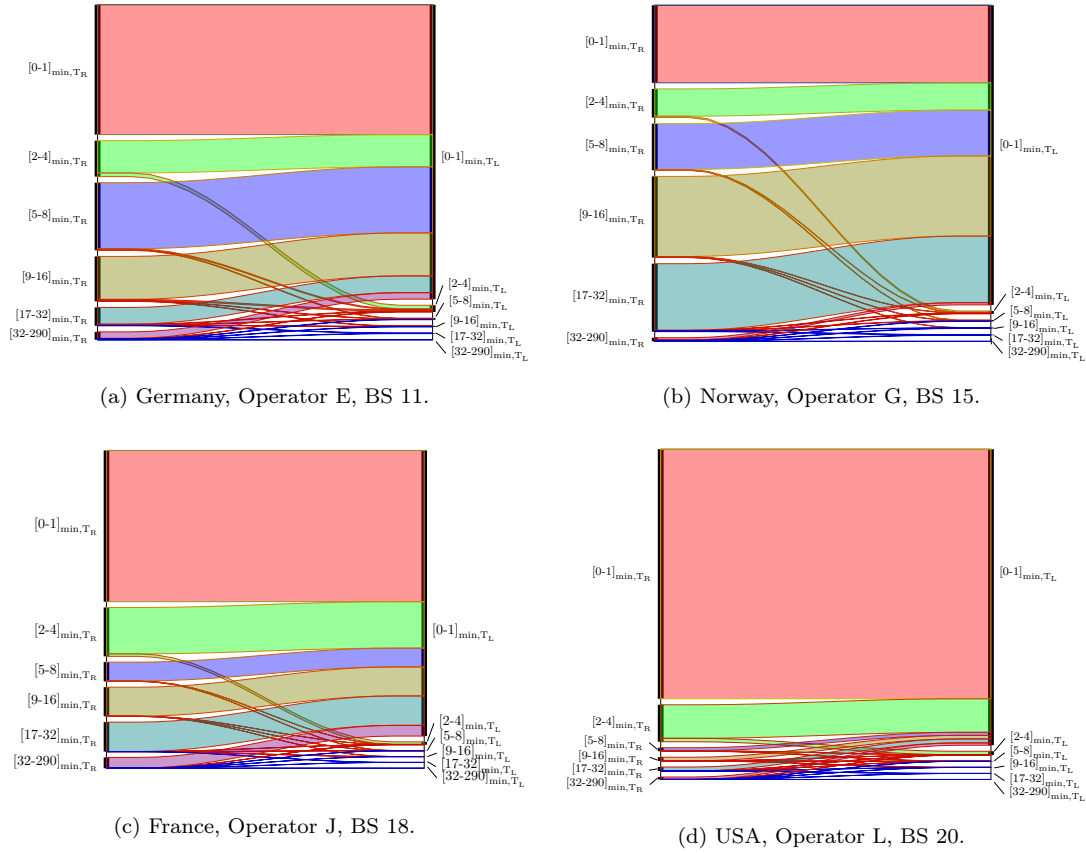 [0-1]min,TR
[2-4]min,TR
[5-8]min,TR
[9-16]min,TR
[17-32]min,TR
[32-290]min,TR
[0-1]min,TL
[2-4]min,TL
[5-8]min,TL
[9-16]min,TL
[17-32]min,TL
[32-290]min,TL
(a) Germany, Operator E, BS 11.
[0-1]min,TR
[2-4]min,TR
[5-8]min,TR
[9-16]min,TR
[17-32]min,TR
[32-290]min,TR
[0-1]min,TL
[2-4]min,TL
[5-8]min,TL
[9-16]min,TL
[17-32]min,TL
[32-290]min,TL
(b) Norway, Operator G, BS 15.
[0-1]min,TR
[2-4]min,TR
[5-8]min,TR
[9-16]min,TR
[17-32]min,TR
[32-290]min,TR
[0-1]min,TL
[2-4]min,TL
[5-8]min,TL
[9-16]min,TL
[17-32]min,TL
[32-290]min,TL
(c) France, Operator J, BS 18.
[0-1]min,TR
[2-4]min,TR
[5-8]min,TR
[9-16]min,TR
[17-32]min,TR
[32-290]min,TR
[0-1]min,TL
[2-4]min,TL
[5-8]min,TL
[9-16]min,TL
[17-32]min,TL
[32-290]min,TL
(d) USA, Operator L, BS 20.